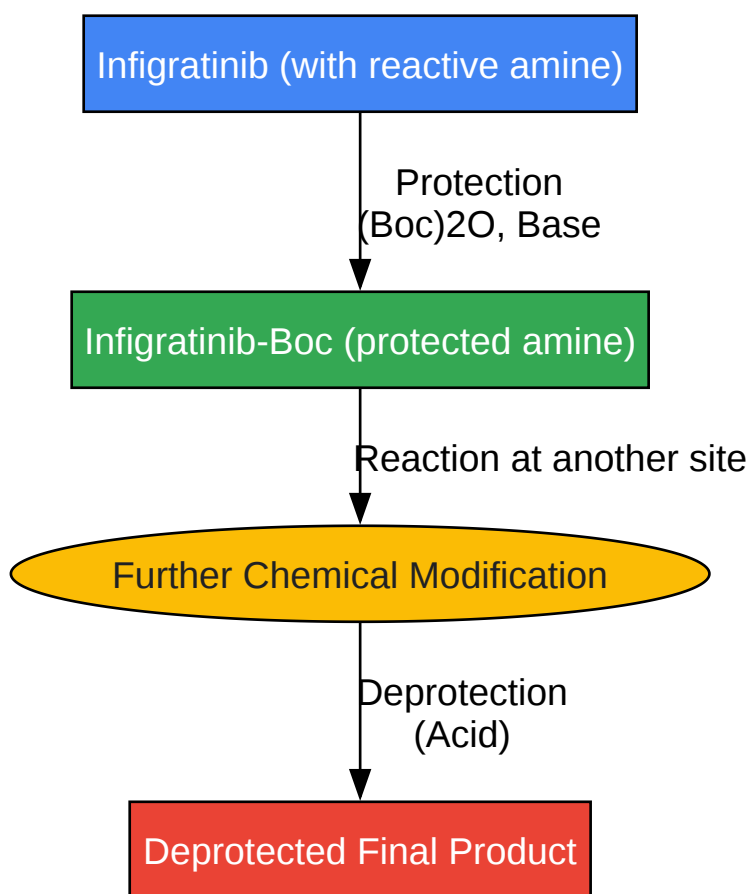 Infigratinib (with reactive amine)
Protection
(Boc)2O, Base
Infigratinib-Boc (protected amine)
Reaction at another site
Further Chemical Modification
Deprotection
(Acid)
Deprotected Final Product